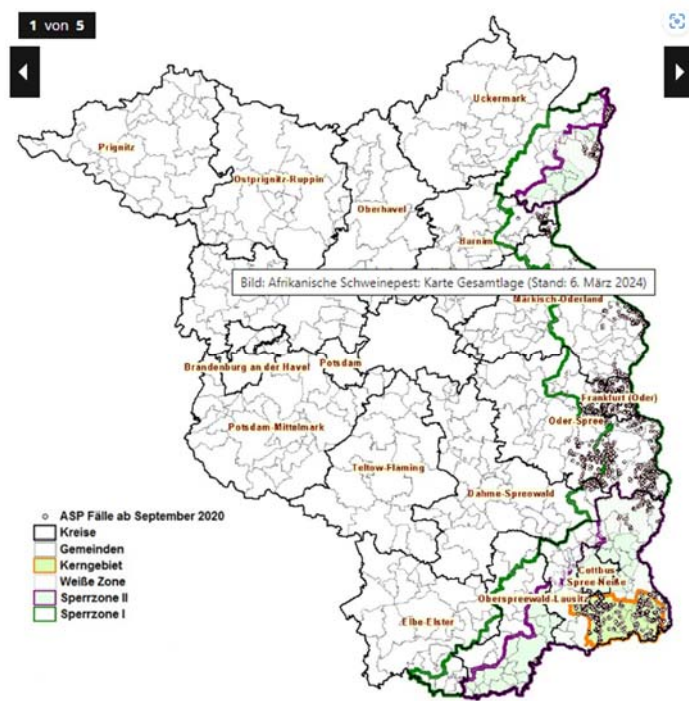 1 von 5
Uckermark
Prignitz
Ostprignitz-Ruppin
Oberhavel
Barnim
Bild: Afrikanische Schweinepest: Karte Gesamtlage (Stand: 6. März 2024)
Märkisch-Oderland
Brandenburg an der Havel
Potsdam
Frankfurt (Oder)
Oder-Spree
Potsdam-Mittelmark
Teltow-Fläming
Dahme-Spreewald
ASP Fälle ab September 2020
Kreise
Gemeinden
Kerngebiet
Weiße Zone
Sperrzone II
Sperrzone I
Cottbus
Spree-Neiße
Oberspreewald-Lausitz
Elbe-Elster